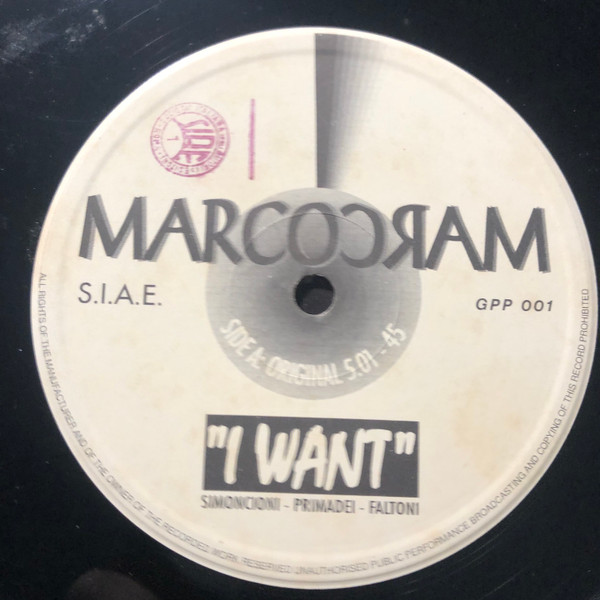 MARCOCRAM
S.I.A.E.
GPP 001
SIDE A: ORIGINAL 5.01 - 45
"I WANT"
SIMONCIONI - PRIMADEI - FALTONI
ALL RIGHTS OF THE MANUFACTURER AND OF THE OWNER OF THE RECORDED WORK RESERVED UNAUTHORISED PUBLIC PERFORMANCE BROADCASTING AND COPYING OF THIS RECORD PROHIBITED